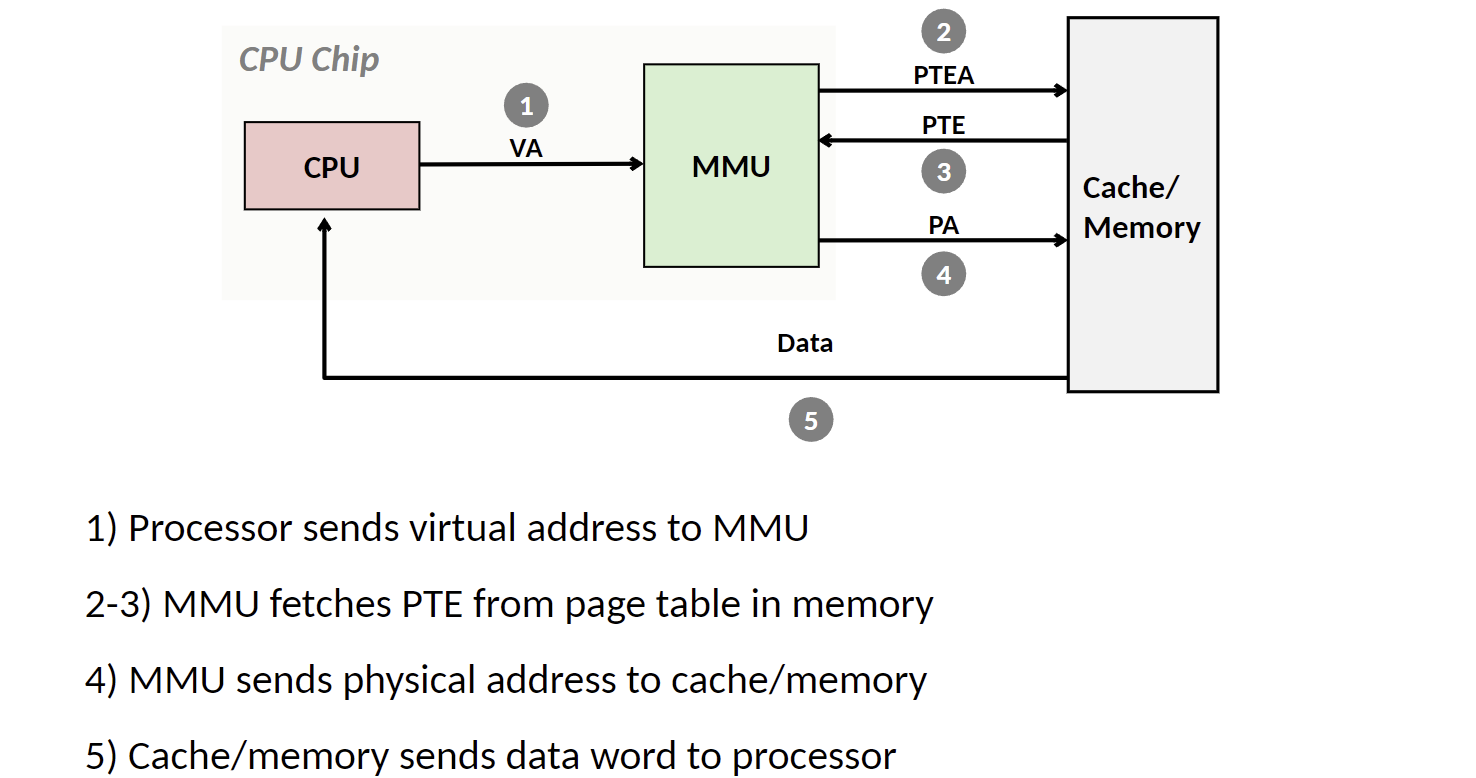 CPU Chip
2
PTEA
1
VA
CPU
MMU
PTE
3
Cache/
Memory
PA
4
Data
5
1) Processor sends virtual address to MMU
2-3) MMU fetches PTE from page table in memory
4) MMU sends physical address to cache/memory
5) Cache/memory sends data word to processor